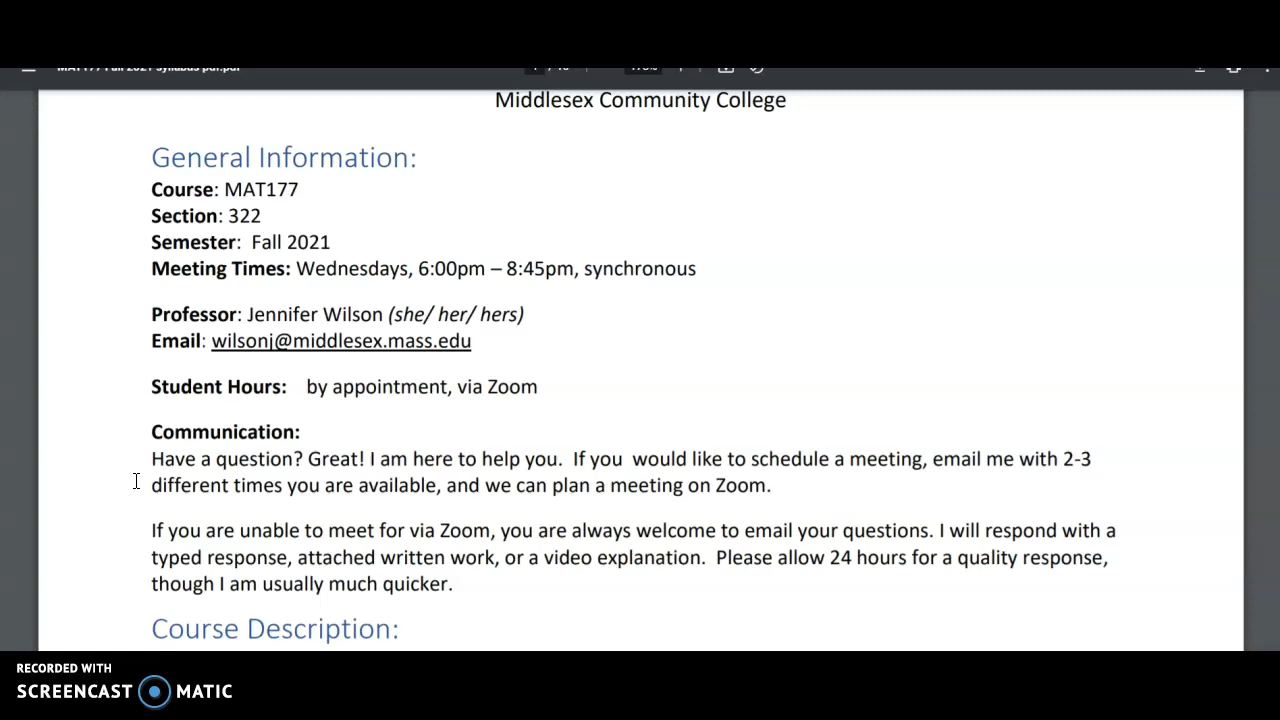 MAT177 Fall 2021 syllabus pdf.pdf
Middlesex Community College
General Information:
Course: MAT177
Section: 322
Semester:  Fall 2021
Meeting Times: Wednesdays, 6:00pm – 8:45pm, synchronous
Professor: Jennifer Wilson (she/ her/ hers)
Email: wilsonj@middlesex.mass.edu
Student Hours:    by appointment, via Zoom
Communication:
Have a question? Great! I am here to help you.  If you  would like to schedule a meeting, email me with 2-3
different times you are available, and we can plan a meeting on Zoom.
If you are unable to meet for via Zoom, you are always welcome to email your questions. I will respond with a
typed response, attached written work, or a video explanation.  Please allow 24 hours for a quality response,
though I am usually much quicker.
Course Description:
RECORDED WITH
SCREENCAST MATIC